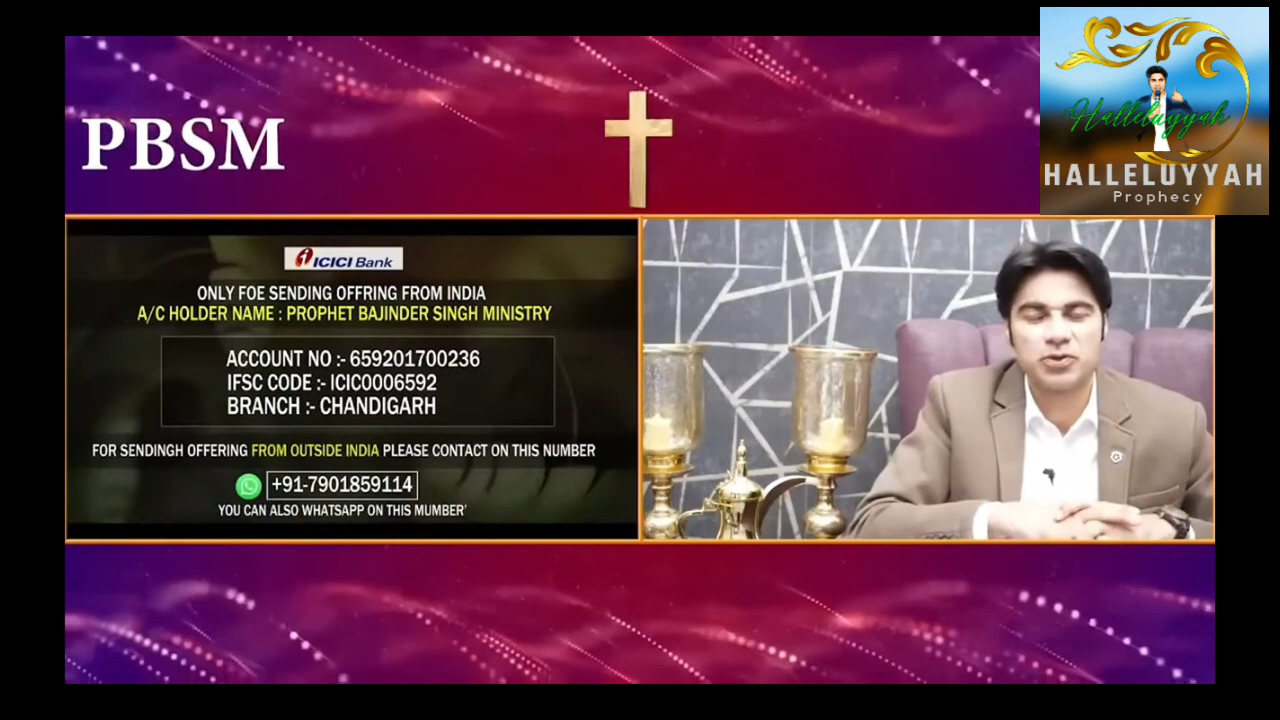 PBSM
Halleluyyah
HALLELUYYAH
Prophecy
ICICI Bank
ONLY FOE SENDING OFFRING FROM INDIA
A/C HOLDER NAME : PROPHET BAJINDER SINGH MINISTRY
ACCOUNT NO :- 659201700236
IFSC CODE :- ICIC0006592
BRANCH :- CHANDIGARH
FOR SENDINGH OFFERING FROM OUTSIDE INDIA PLEASE CONTACT ON THIS NUMBER
+91-7901859114
YOU CAN ALSO WHATSAPP ON THIS MUMBER'